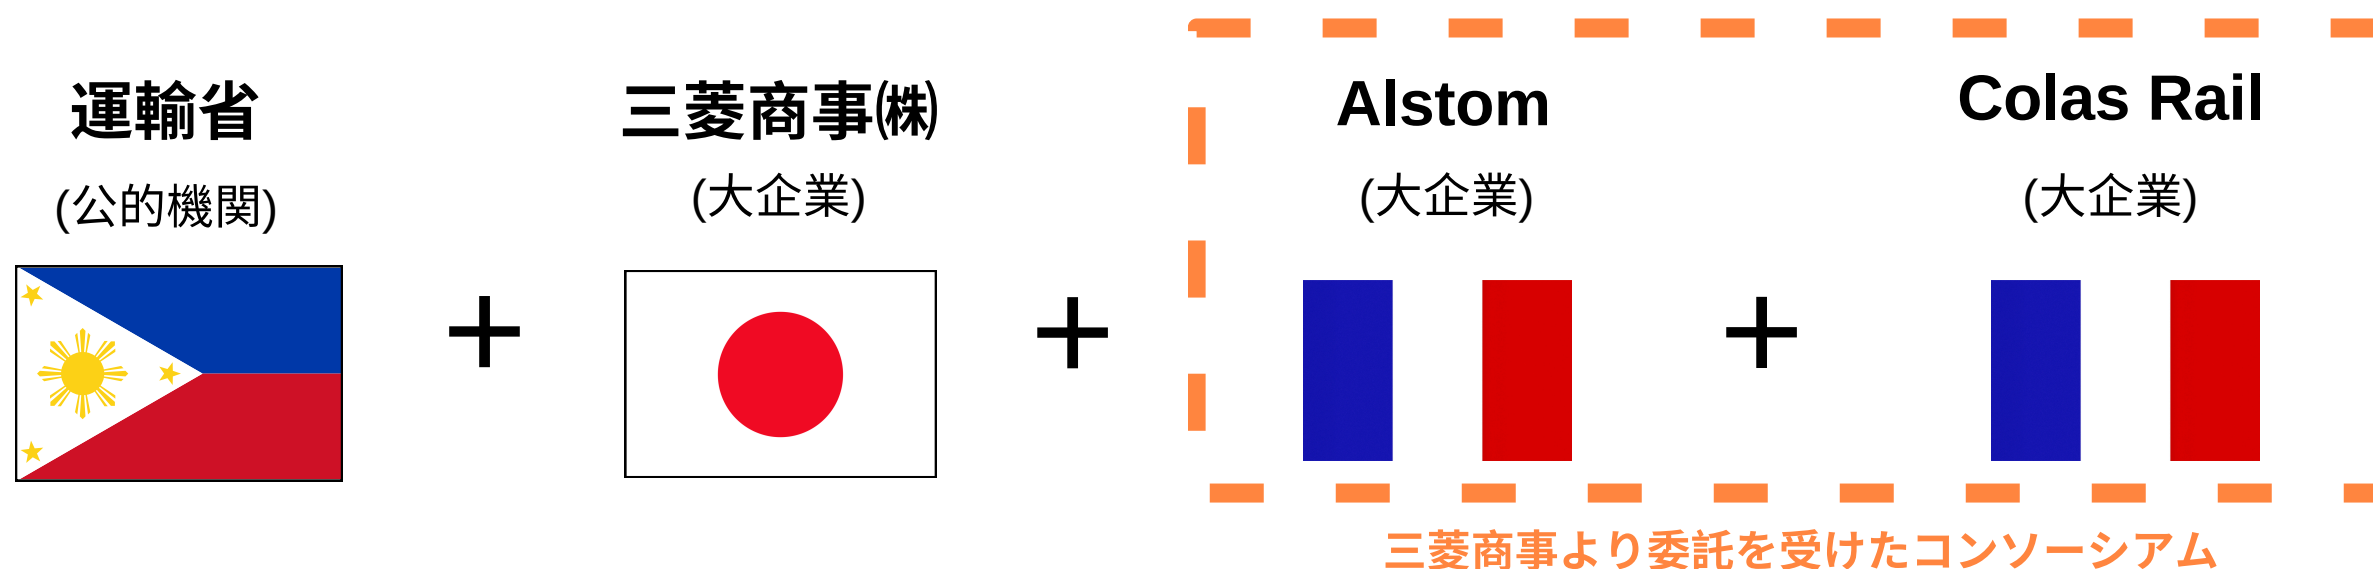 運輸省
(公的機関)
三菱商事㈱
(大企業)
Alstom
(大企業)
Colas Rail
(大企業)
三菱商事より委託を受けたコンソーシアム